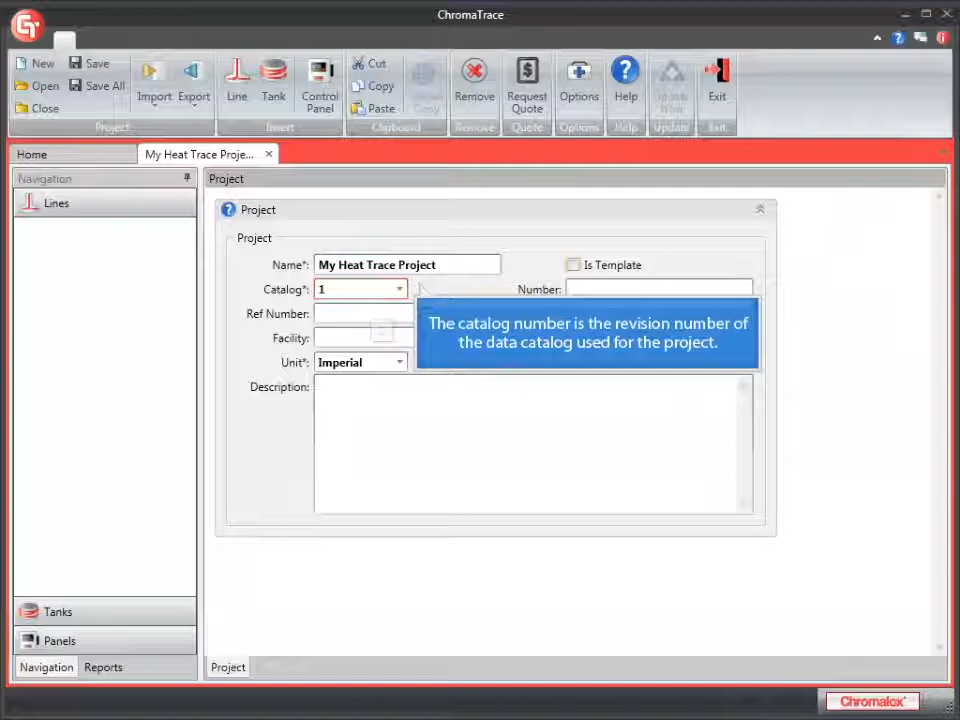 ChromaTrace
New
Save
Open
Save All
Close
Import
Export
Line
Tank
Control
Panel
Cut
Copy
Paste
Remove
Request
Quote
Options
Help
Exit
Project
Insert
Clipboard
Remove
Quote
Options
Help
Update
Exit
Home
My Heat Trace Proje...
Navigation
Project
Lines
Project
Project
Name*:
My Heat Trace Project
Is Template
Catalog*:
1
Number:
Ref Number:
The catalog number is the revision number of
the data catalog used for the project.
Facility:
Unit*:
Imperial
Description:
Tanks
Panels
Navigation
Reports
Project
Chromalox